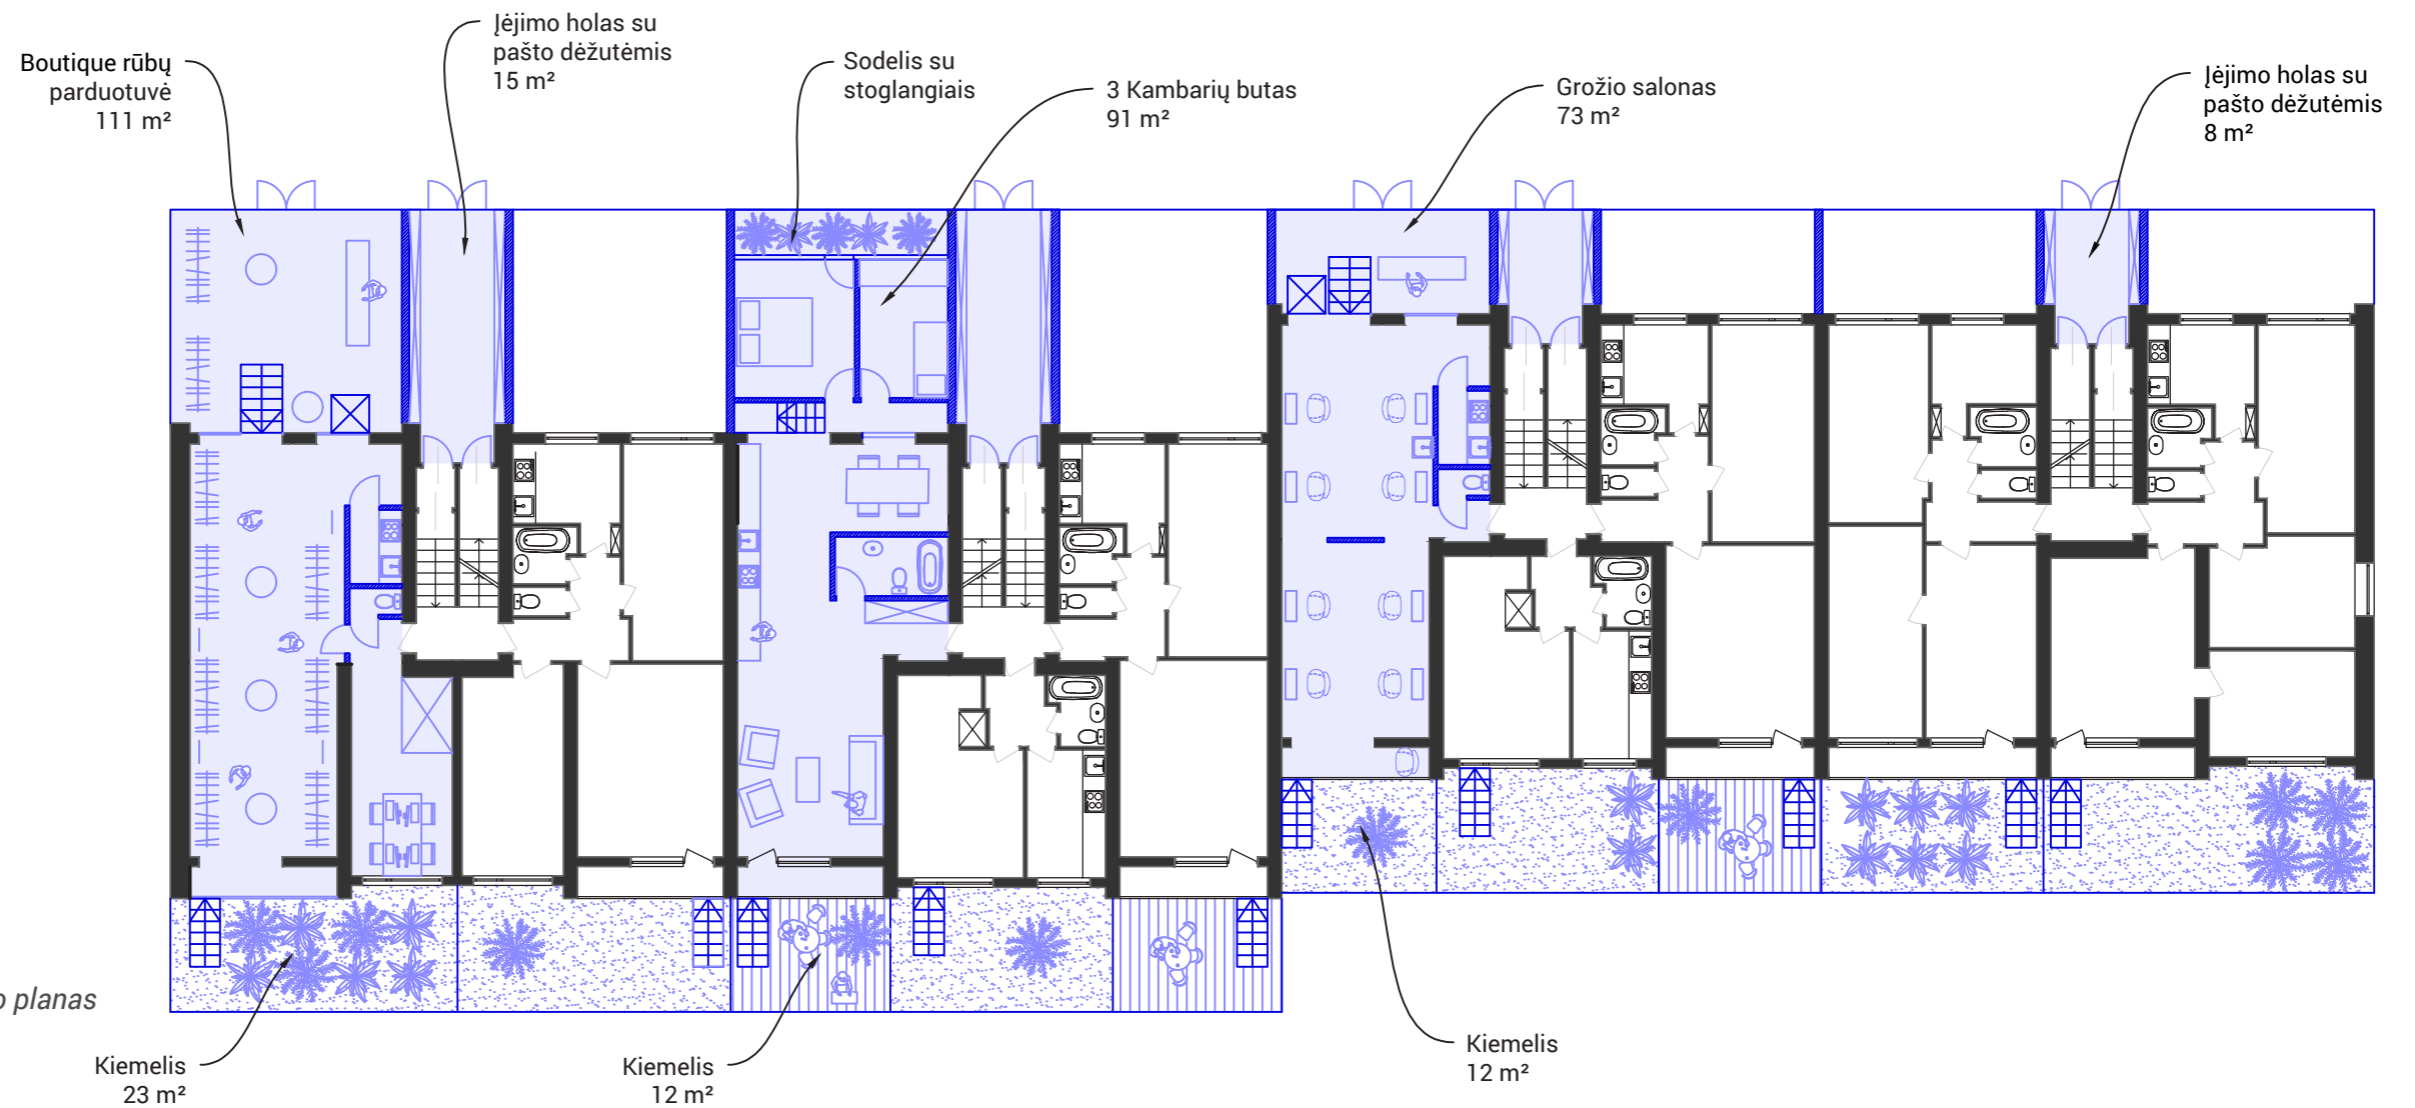 Įėjimo holas su
pašto dėžutėmis
15 m²
Boutique rūbų
parduotuvė
111 m²
Sodelis su
stoglangiais
3 Kambarių butas
91 m²
Grožio salonas
73 m²
Įėjimo holas su
pašto dėžutėmis
8 m²
planas
Kiemelis
23 m²
Kiemelis
12 m²
Kiemelis
12 m²